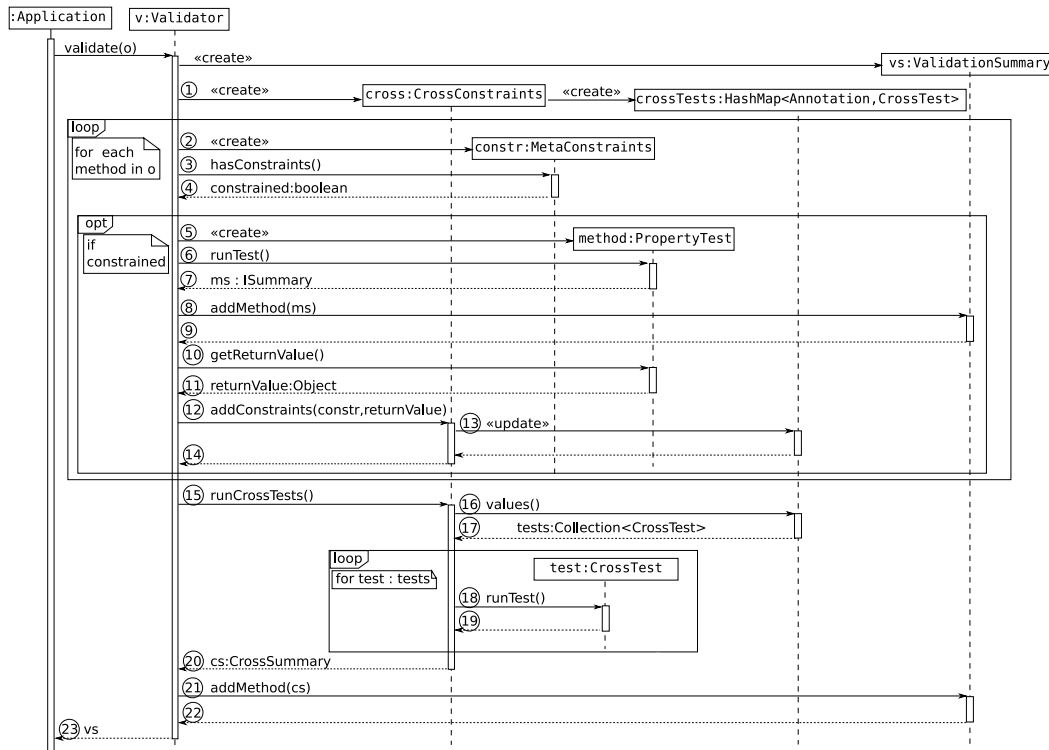 :Application
v:Validator
validate(o)
«create»
vs:ValidationSummary
① «create»
cross:CrossConstraints
«create»
crossTests:HashMap<Annotation,CrossTest>
loop
for each
method in o
② «create»
constr:MetaConstraints
③ hasConstraints()
④ constrained:boolean
opt
if
constrained
⑤ «create»
method:PropertyTest
⑥ runTest()
⑦ ms : ISummary
⑧ addMethod(ms)
⑨
⑩ getReturnValue()
⑪ returnValue:Object
⑫ addConstraints(constr,returnValue)
⑬ «update»
⑭
⑮ runCrossTests()
⑯ values()
⑰ tests:Collection<CrossTest>
loop
for test : tests
test:CrossTest
⑱ runTest()
⑲
⑳ cs:CrossSummary
㉑ addMethod(cs)
㉒
㉓ vs